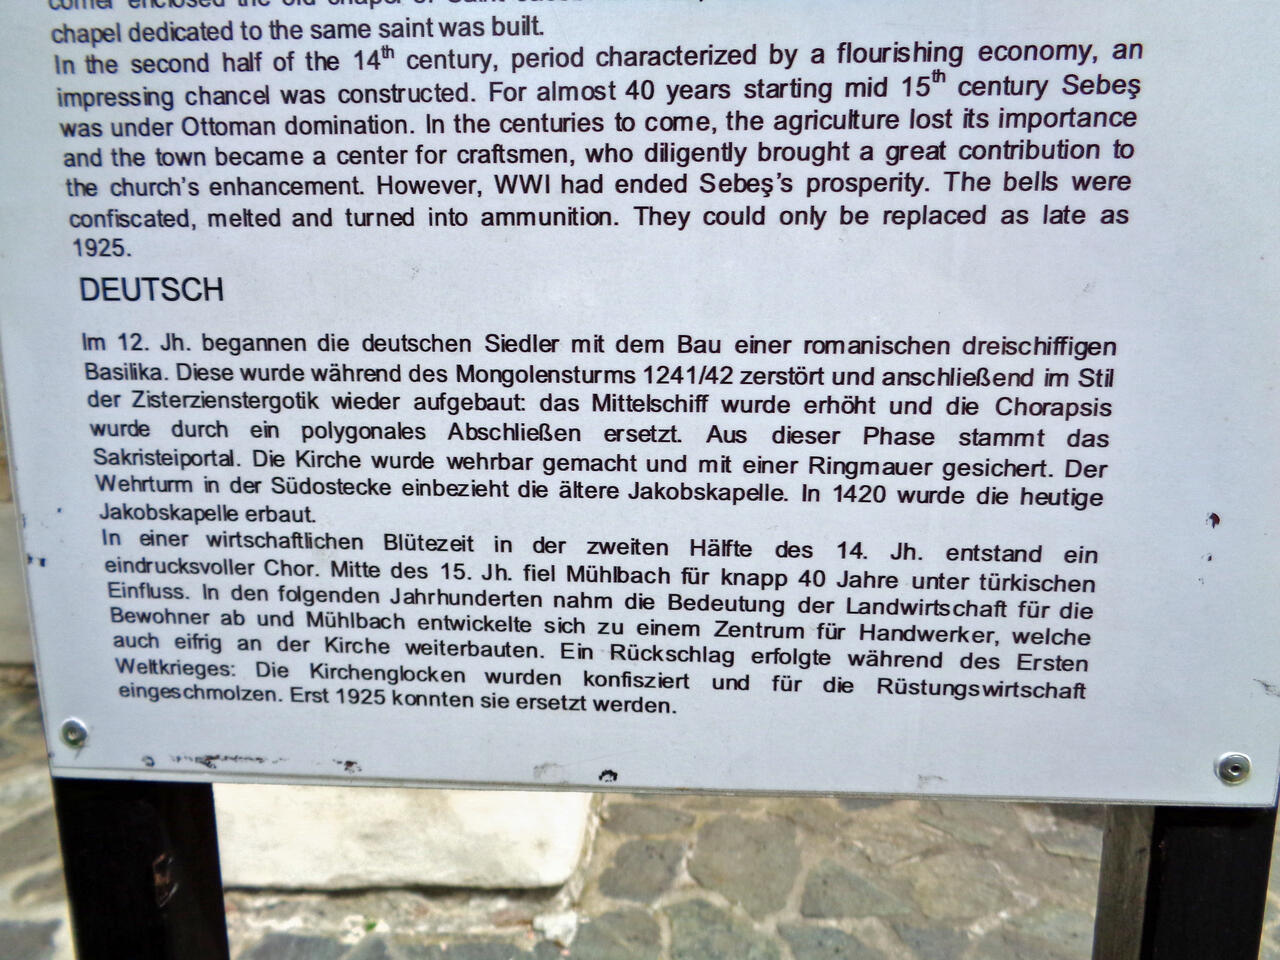 corner enclosed the old chapel of Saint
chapel dedicated to the same saint was built.
In the second half of the 14th century, period characterized by a flourishing economy, an
impressing chancel was constructed. For almost 40 years starting mid 15th century Sebeş
was under Ottoman domination. In the centuries to come, the agriculture lost its importance
and the town became a center for craftsmen, who diligently brought a great contribution to
the church's enhancement. However, WWI had ended Sebeş's prosperity. The bells were
confiscated, melted and turned into ammunition. They could only be replaced as late as
1925.
DEUTSCH
Im 12. Jh. begannen die deutschen Siedler mit dem Bau einer romanischen dreischiffigen
Basilika. Diese wurde während des Mongolensturms 1241/42 zerstört und anschließend im Stil
der Zisterzienstergotik wieder aufgebaut: das Mittelschiff wurde erhöht und die Chorapsis
wurde durch ein polygonales Abschließen ersetzt. Aus dieser Phase stammt das
Sakristeiportal. Die Kirche wurde wehrbar gemacht und mit einer Ringmauer gesichert. Der
Wehrturm in der Südostecke einbezieht die ältere Jakobskapelle. In 1420 wurde die heutige
Jakobskapelle erbaut.
In einer wirtschaftlichen Blütezeit in der zweiten Hälfte des 14. Jh. entstand ein
eindrucksvoller Chor. Mitte des 15. Jh. fiel Mühlbach für knapp 40 Jahre unter türkischen
Einfluss. In den folgenden Jahrhunderten nahm die Bedeutung der Landwirtschaft für die
Bewohner ab und Mühlbach entwickelte sich zu einem Zentrum für Handwerker, welche
auch eifrig an der Kirche weiterbauten. Ein Rückschlag erfolgte während des Ersten
Weltkrieges: Die Kirchenglocken wurden konfisziert und für die Rüstungswirtschaft
eingeschmolzen. Erst 1925 konnten sie ersetzt werden.